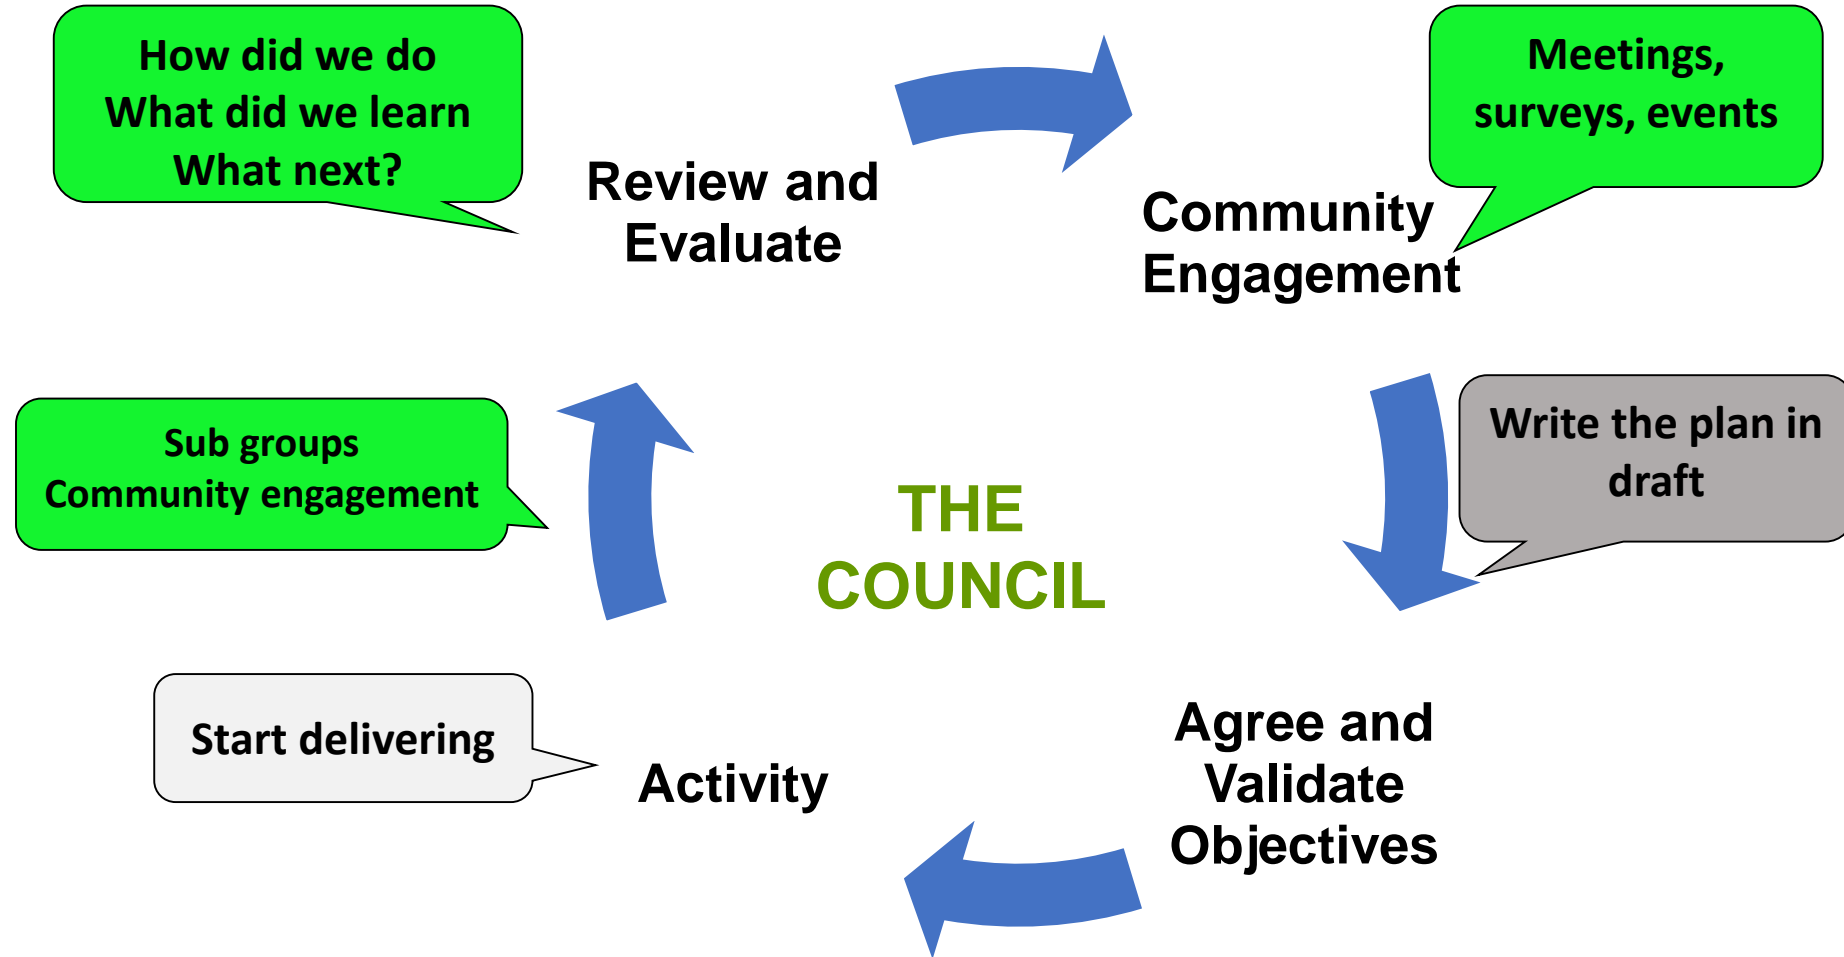 How did we do
What did we learn
What next?
Review and
Evaluate
Meetings,
surveys, events
Community
Engagement
Write the plan in
draft
Sub groups
Community engagement
THE
COUNCIL
Start delivering
Activity
Agree and
Validate
Objectives